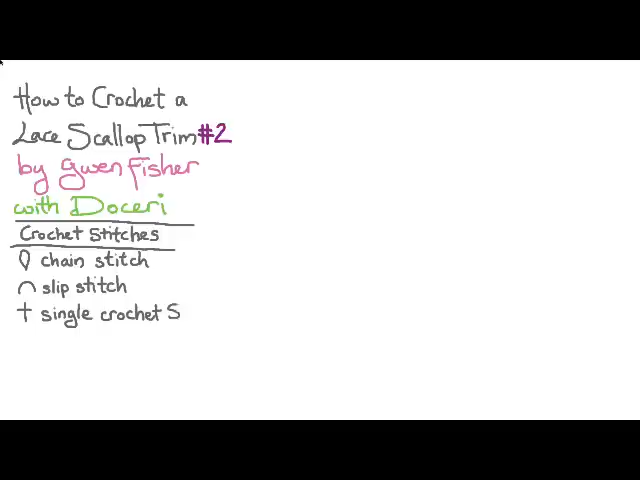 How to Crochet a
Lace Scallop Trim #2
by Gwen Fisher
with Doceri
Crochet Stitches
chain stitch
slip stitch
single crochet S